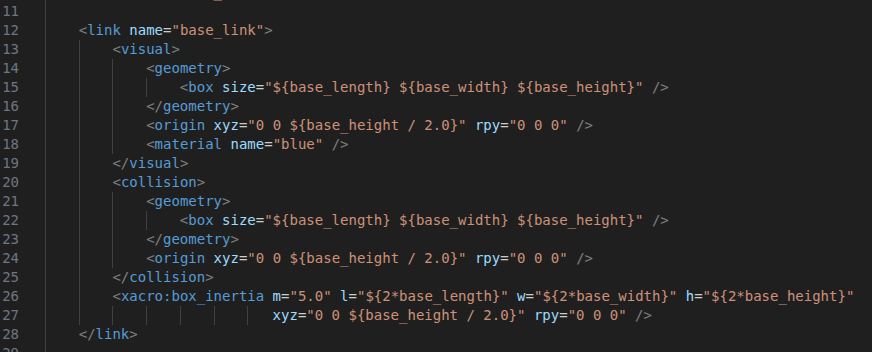 11
12 <link name="base_link">
13 <visual>
14 <geometry>
15 <box size="${base_length} ${base_width} ${base_height}" />
16 </geometry>
17 <origin xyz="0 0 ${base_height / 2.0}" rpy="0 0 0" />
18 <material name="blue" />
19 </visual>
20 <collision>
21 <geometry>
22 <box size="${base_length} ${base_width} ${base_height}" />
23 </geometry>
24 <origin xyz="0 0 ${base_height / 2.0}" rpy="0 0 0" />
25 </collision>
26 <xacro:box_inertia m="5.0" l="${2*base_length}" w="${2*base_width}" h="${2*base_height}"
27 xyz="0 0 ${base_height / 2.0}" rpy="0 0 0" />
28 </link>